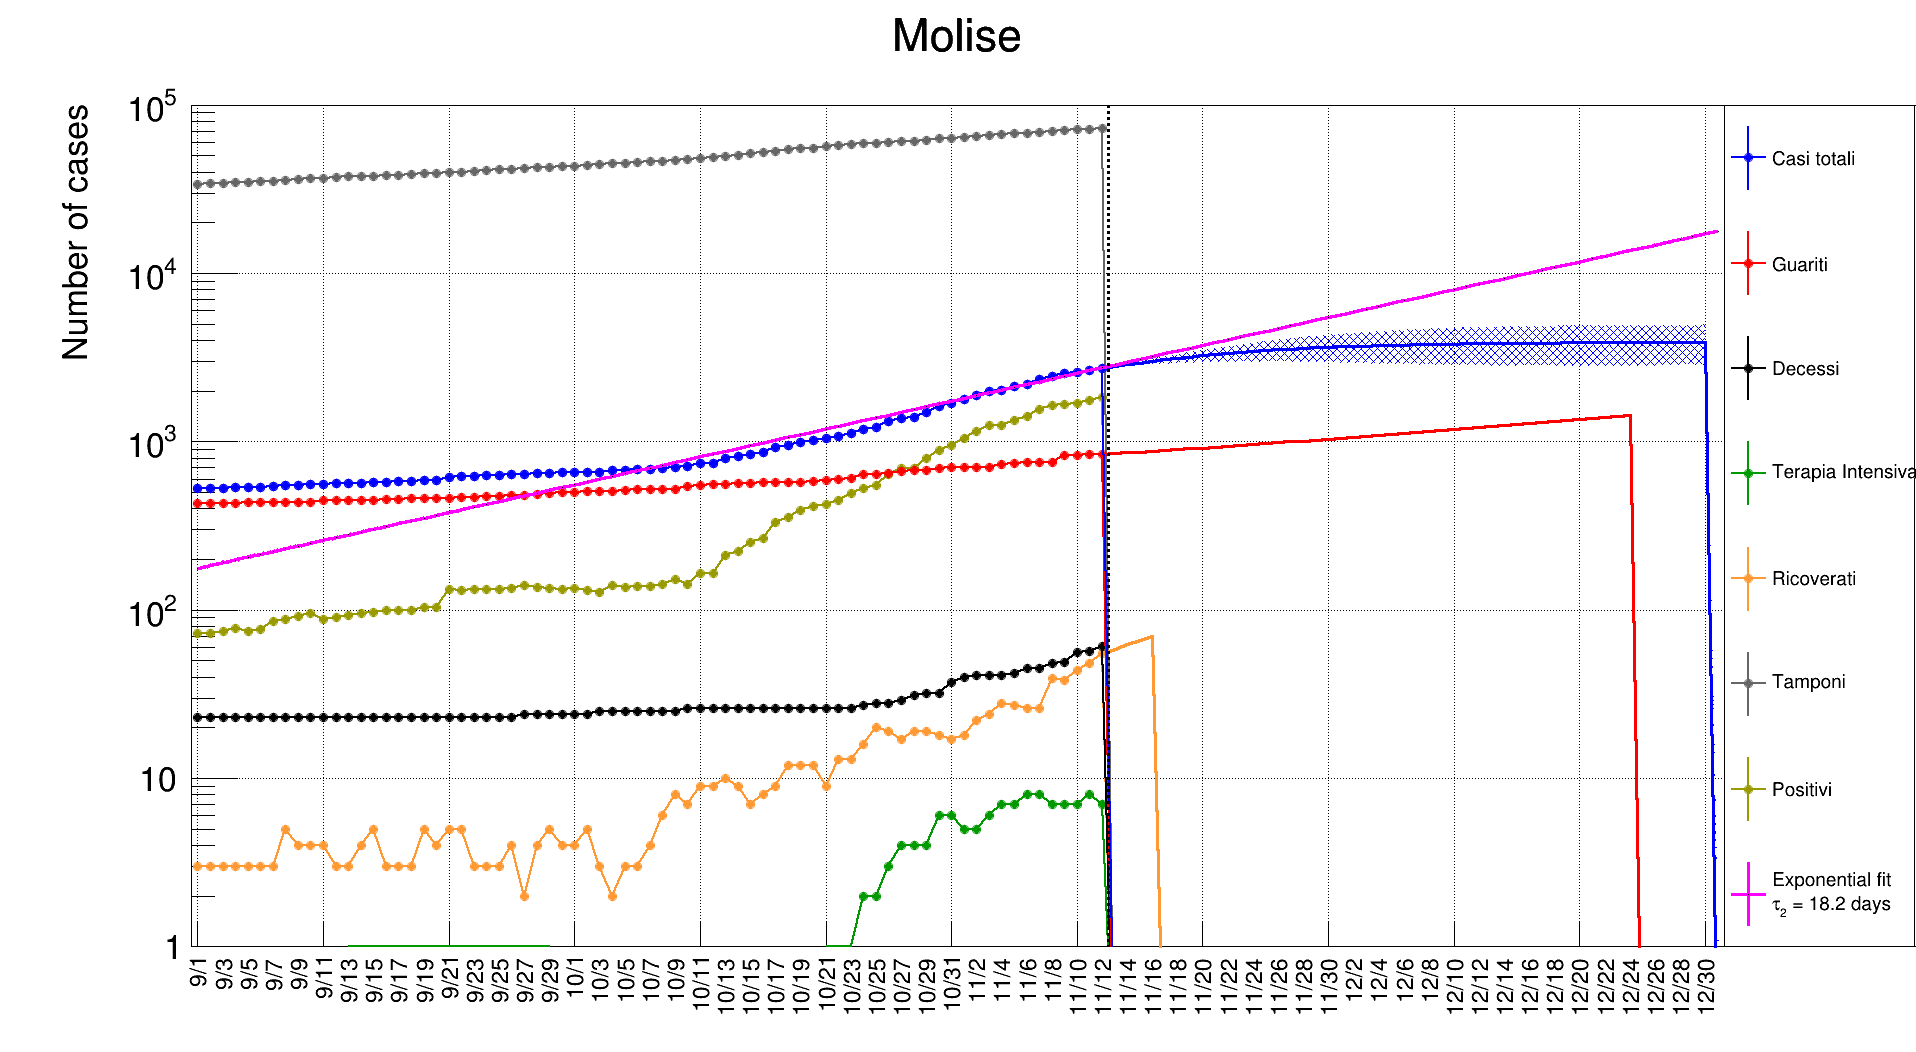 Molise
Number of cases
10^5
10^4
10^3
10^2
10
1
9/1 9/3 9/5 9/7 9/9 9/11 9/13 9/15 9/17 9/19 9/21 9/23 9/25 9/27 9/29 10/1 10/3 10/5 10/7 10/9 10/11 10/13 10/15 10/17 10/19 10/21 10/23 10/25 10/27 10/29 10/31 11/2 11/4 11/6 11/8 11/10 11/12 11/14 11/16 11/18 11/20 11/22 11/24 11/26 11/28 11/30 12/2 12/4 12/6 12/8 12/10 12/12 12/14 12/16 12/18 12/20 12/22 12/24 12/26 12/28 12/30
Casi totali
Guariti
Decessi
Terapia Intensiva
Ricoverati
Tamponi
Positivi
Exponential fit
τ₂ = 18.2 days